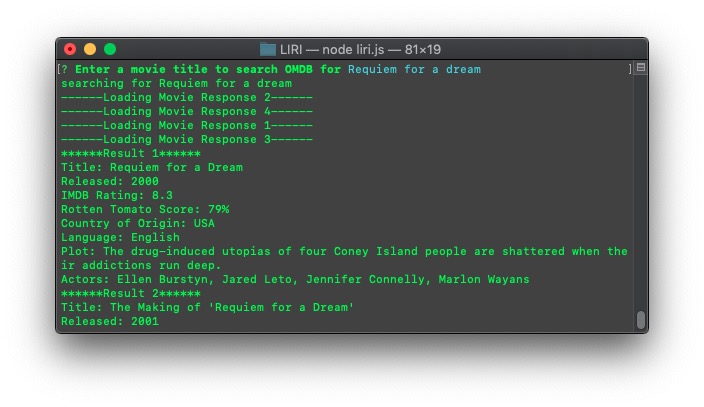 LIRI — node liri.js — 81×19
[? Enter a movie title to search OMDB for Requiem for a dream ]
searching for Requiem for a dream
------Loading Movie Response 2------
------Loading Movie Response 4------
------Loading Movie Response 1------
------Loading Movie Response 3------
******Result 1******
Title: Requiem for a Dream
Released: 2000
IMDB Rating: 8.3
Rotten Tomato Score: 79%
Country of Origin: USA
Language: English
Plot: The drug-induced utopias of four Coney Island people are shattered when the
ir addictions run deep.
Actors: Ellen Burstyn, Jared Leto, Jennifer Connelly, Marlon Wayans
******Result 2******
Title: The Making of 'Requiem for a Dream'
Released: 2001